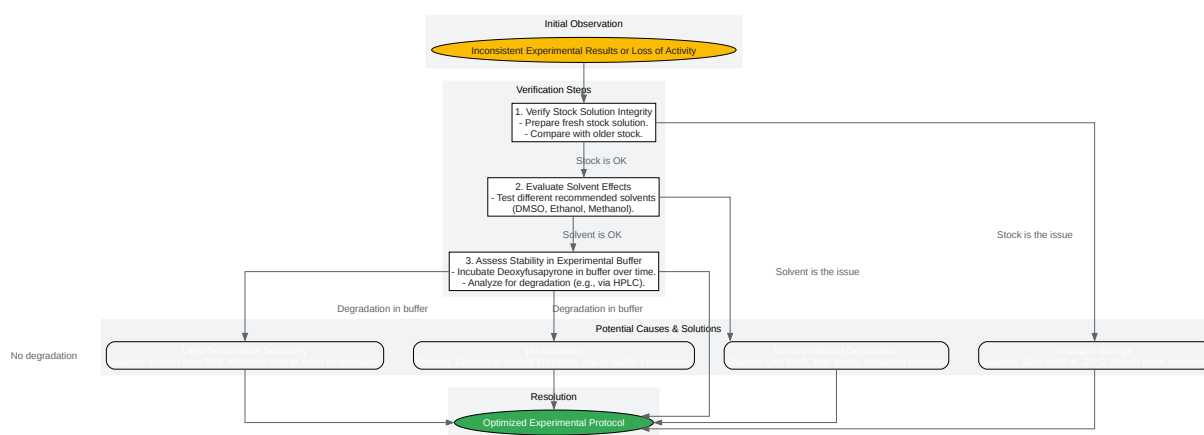 Initial Observation
Inconsistent Experimental Results or Loss of Activity
Verification Steps
1. Verify Stock Solution Integrity
- Prepare fresh stock solution.
- Compare with older stock.
Stock is OK
2. Evaluate Solvent Effects
- Test different recommended solvents
(DMSO, Ethanol, Methanol).
Solvent is OK
Stock is the issue
3. Assess Stability in Experimental Buffer
- Incubate Deoxyfusapyrone in buffer over time.
- Analyze for degradation (e.g., via HPLC).
Solvent is the issue
Degradation in buffer
Degradation in buffer
Potential Causes & Solutions
No degradation
Resolution
Optimized Experimental Protocol